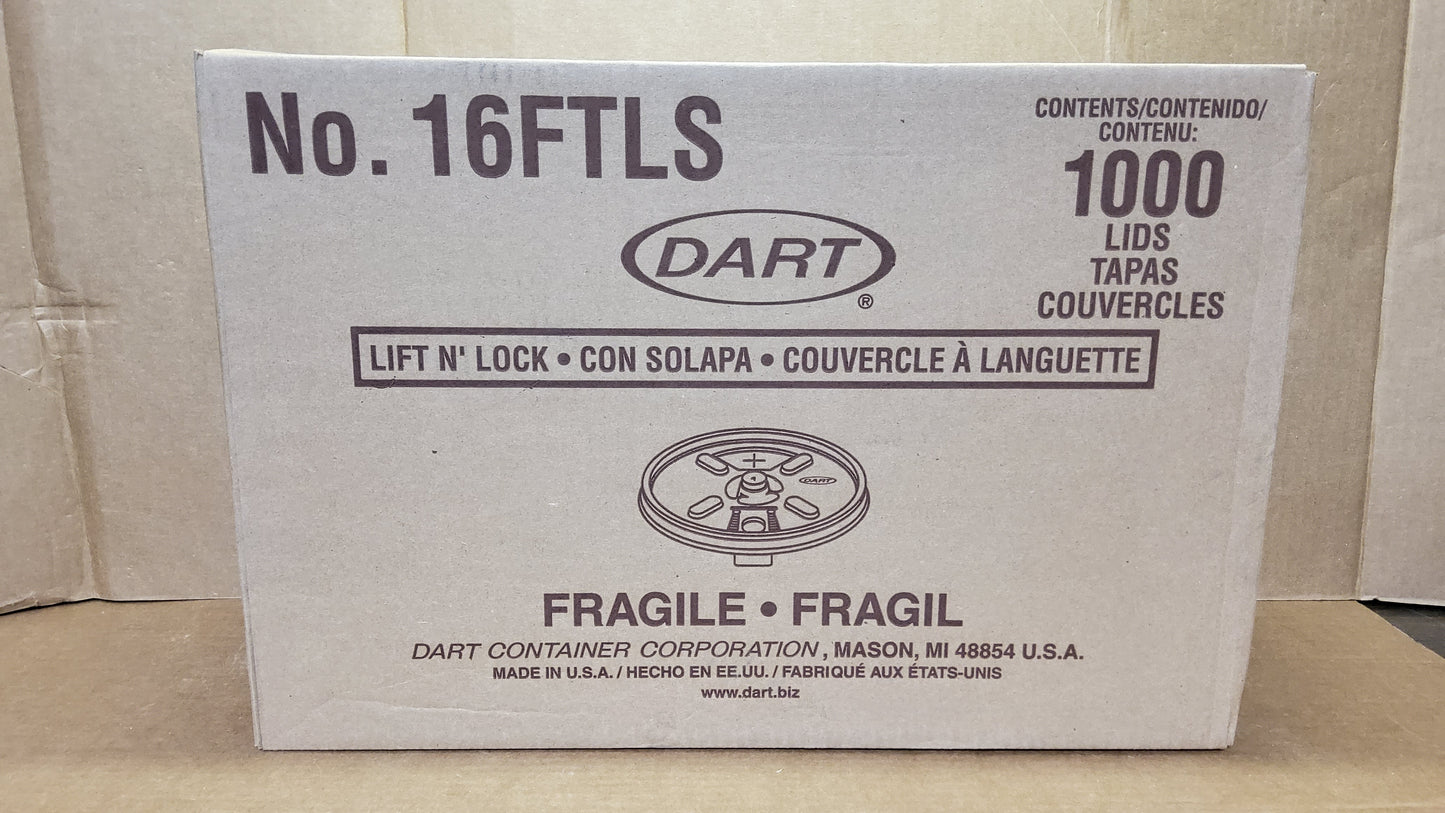 No. 16FTLS
CONTENTS/CONTENIDO/
CONTENU:
1000
LIDS
TAPAS
COUVERCLES
DART
®
LIFT N' LOCK • CON SOLAPA • COUVERCLE À LANGUETTE
DART
FRAGILE • FRAGIL
DART CONTAINER CORPORATION, MASON, MI 48854 U.S.A.
MADE IN U.S.A. / HECHO EN EE.UU. / FABRIQUÉ AUX ÉTATS-UNIS
www.dart.biz